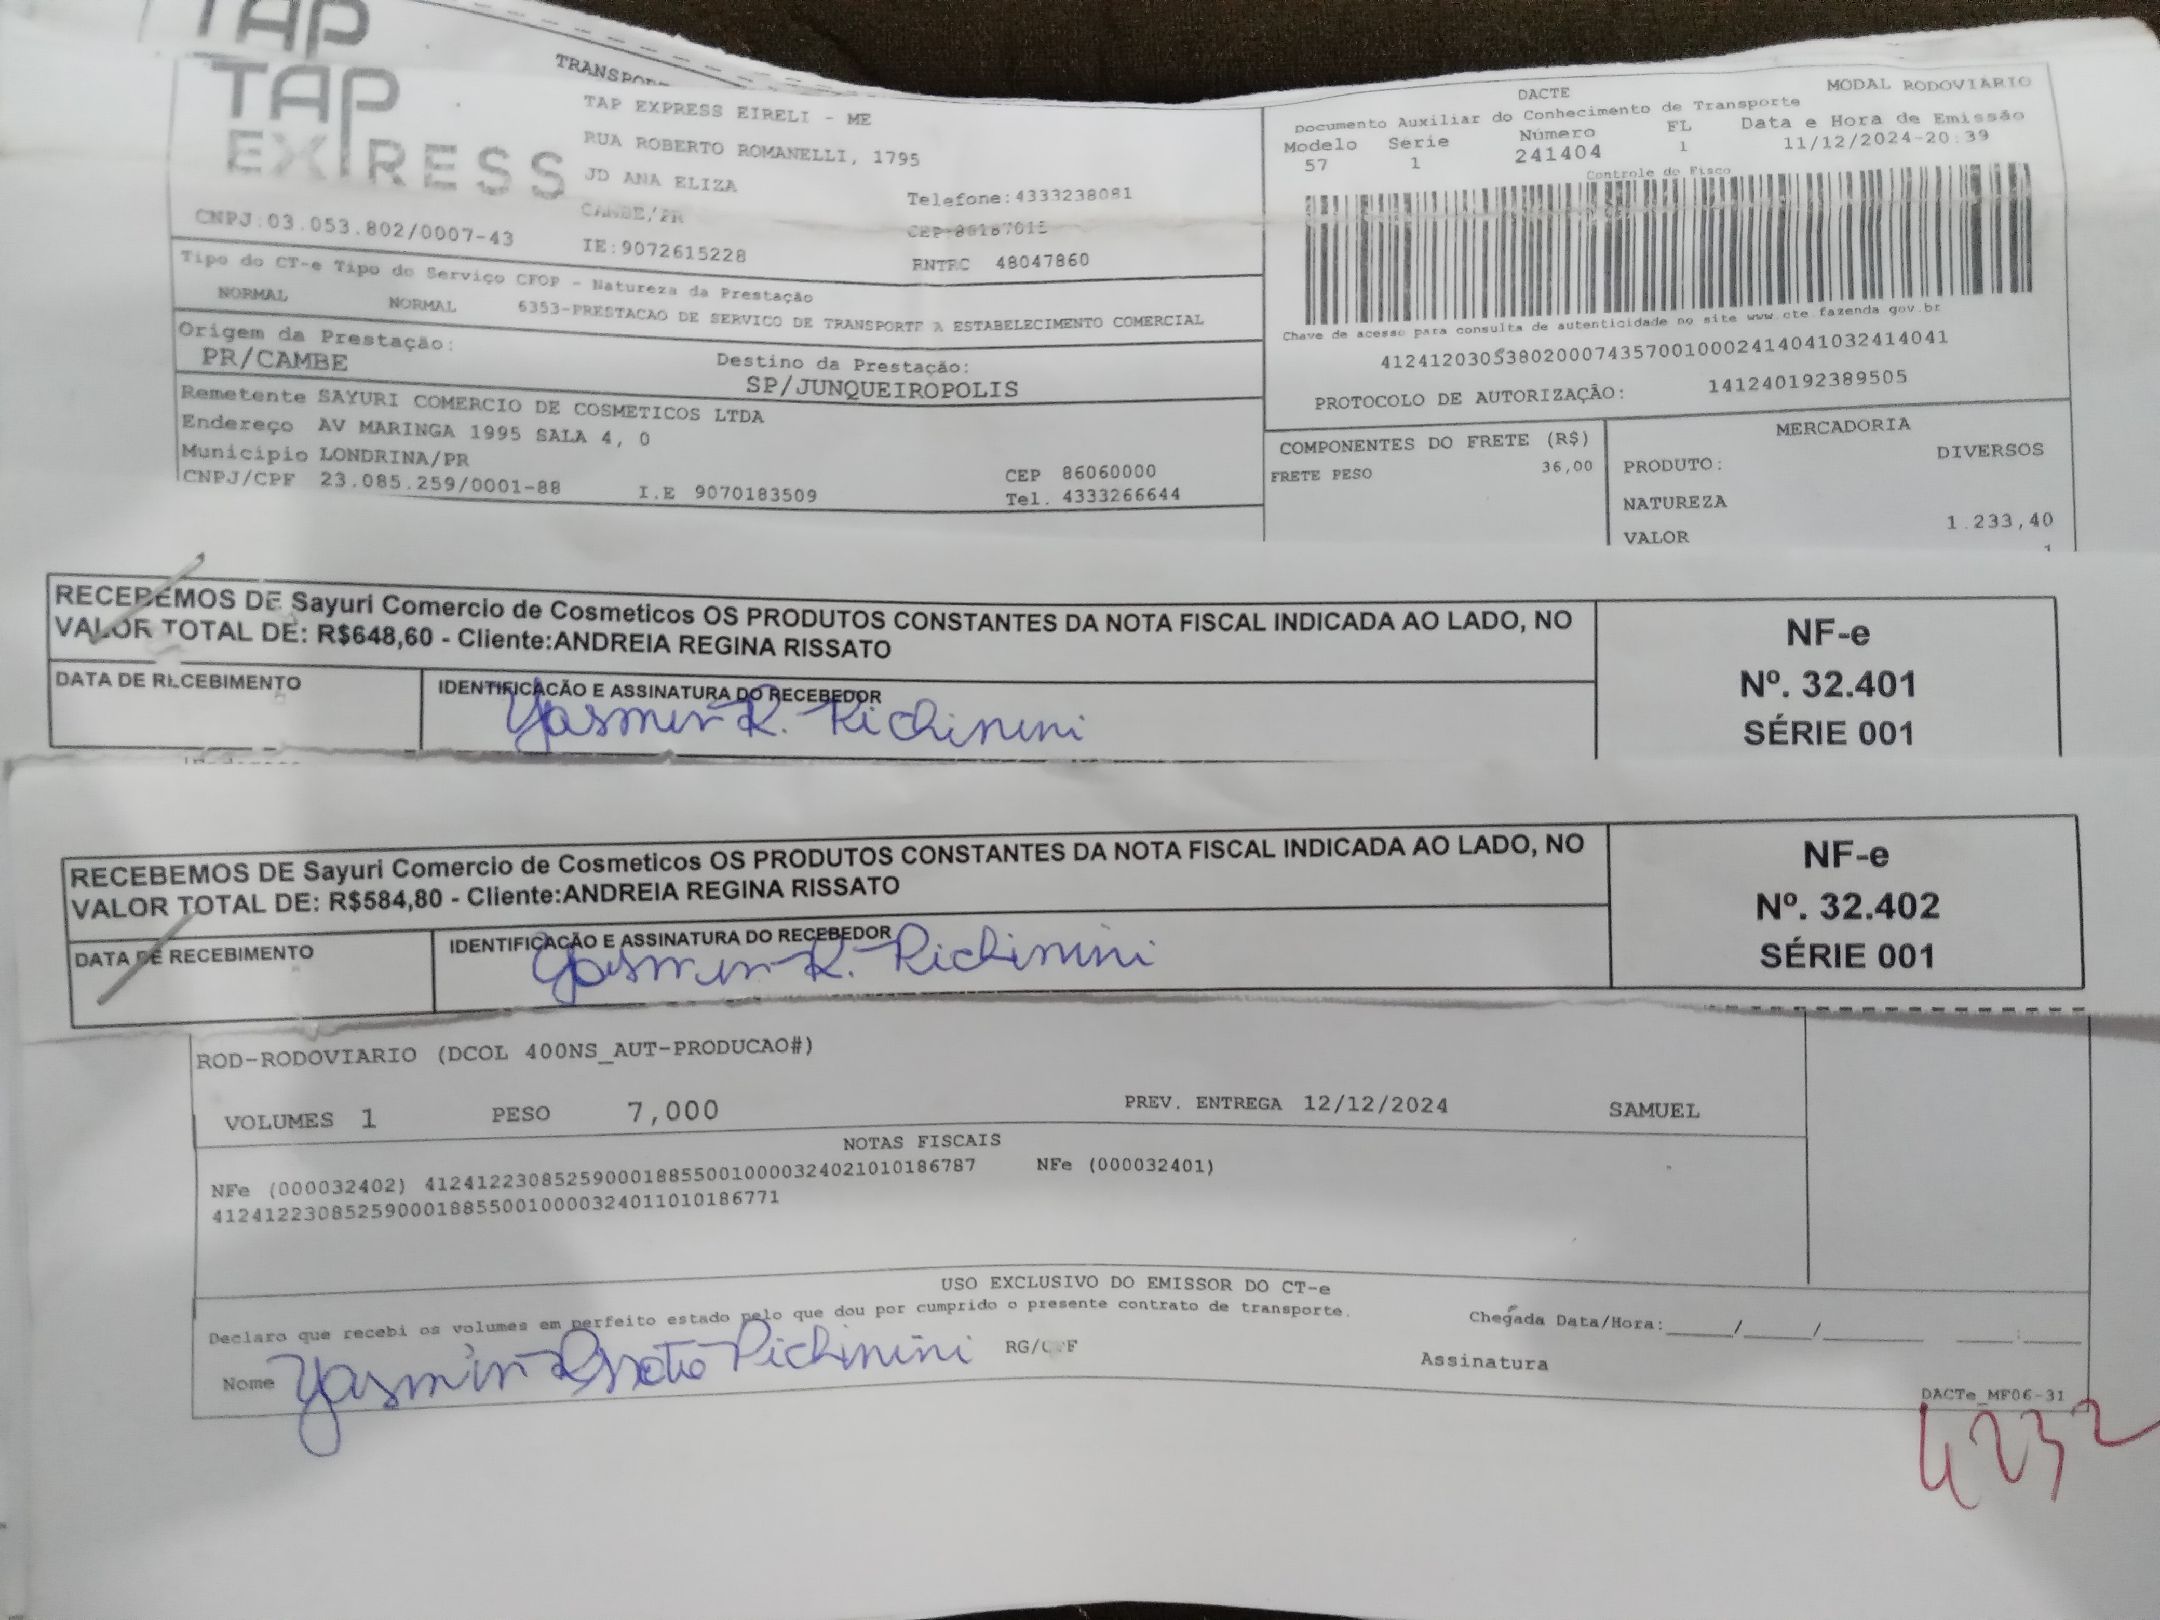 TAP
TAP
EXPRESS
TRANSPOR
TAP EXPRESS EIRELI - ME
RUA ROBERTO ROMANELLI, 1795
JD ANA ELIZA
CAMBE/PR
Telefone:4333238081
CEP 86187015
CNPJ:03.053.802/0007-43
IE:9072615228
RNTRC 48047860
DACTE
MODAL RODOVIARIO
Documento Auxiliar do Conhecimento de Transporte
Modelo Serie Número FL Data e Hora de Emissão
57 1 241404 1 11/12/2024-20:39
Controle do Fisco
Chave de acesso para consulta de autenticidade no site www.cte.fazenda gov.br
41241203053802000743570010002414041032414041
PROTOCOLO DE AUTORIZAÇÃO: 141240192389505
Tipo do CT-e Tipo do Serviço CFOP - Natureza da Prestação
NORMAL NORMAL 6353-PRESTACAO DE SERVICO DE TRANSPORTE A ESTABELECIMENTO COMERCIAL
Origem da Prestação:
PR/CAMBE
Destino da Prestação:
SP/JUNQUEIROPOLIS
Remetente SAYURI COMERCIO DE COSMETICOS LTDA
Endereço AV MARINGA 1995 SALA 4, 0
Municipio LONDRINA/PR
CEP 86060000
CNPJ/CPF 23.085.259/0001-88 I.E 9070183509 Tel. 4333266644
COMPONENTES DO FRETE (R$)
FRETE PESO 36,00
MERCADORIA
PRODUTO: DIVERSOS
NATUREZA
VALOR 1.233,40
RECEBEMOS DE Sayuri Comercio de Cosmeticos OS PRODUTOS CONSTANTES DA NOTA FISCAL INDICADA AO LADO, NO
VALOR TOTAL DE: R$648,60 - Cliente:ANDREIA REGINA RISSATO
DATA DE RECEBIMENTO
IDENTIFICAÇÃO E ASSINATURA DO RECEBEDOR
Yasmin R. Richinini
NF-e
Nº. 32.401
SÉRIE 001
RECEBEMOS DE Sayuri Comercio de Cosmeticos OS PRODUTOS CONSTANTES DA NOTA FISCAL INDICADA AO LADO, NO
VALOR TOTAL DE: R$584,80 - Cliente:ANDREIA REGINA RISSATO
DATA DE RECEBIMENTO
IDENTIFICAÇÃO E ASSINATURA DO RECEBEDOR
Yasmin R. Richinini
NF-e
Nº. 32.402
SÉRIE 001
ROD-RODOVIARIO (DCOL 400NS_AUT-PRODUCAO#)
VOLUMES 1 PESO 7,000 PREV. ENTREGA 12/12/2024 SAMUEL
NOTAS FISCAIS
NFe (000032402) 41241223085259000188550010000324021010186787 NFe (000032401)
41241223085259000188550010000324011010186771
USO EXCLUSIVO DO EMISSOR DO CT-e
Declaro que recebi os volumes em perfeito estado pelo que dou por cumprido o presente contrato de transporte.
Chegada Data/Hora:_____/_____/_______ ____:____
Nome Yasmin Rissato Richinini RG/CPF
Assinatura
DACTe_MF06-31
4232